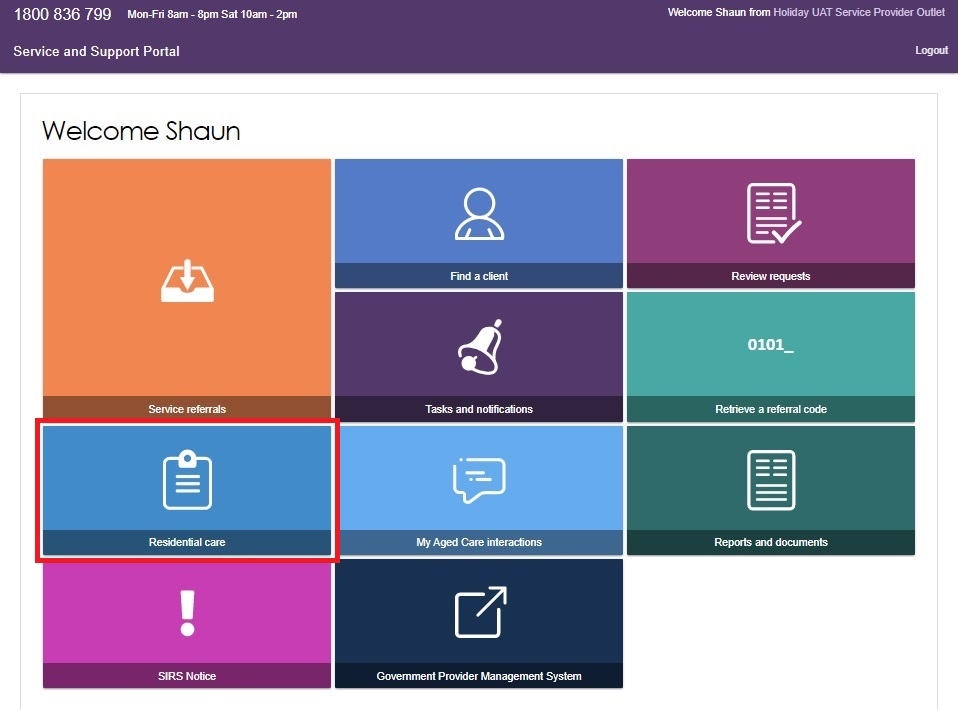 1800 836 799 Mon-Fri 8am - 8pm Sat 10am - 2pm
Welcome Shaun from Holiday UAT Service Provider Outlet
Service and Support Portal
Logout
Welcome Shaun
Find a client
Review requests
0101_
Service referrals
Tasks and notifications
Retrieve a referral code
Residential care
My Aged Care interactions
Reports and documents
SIRS Notice
Government Provider Management System